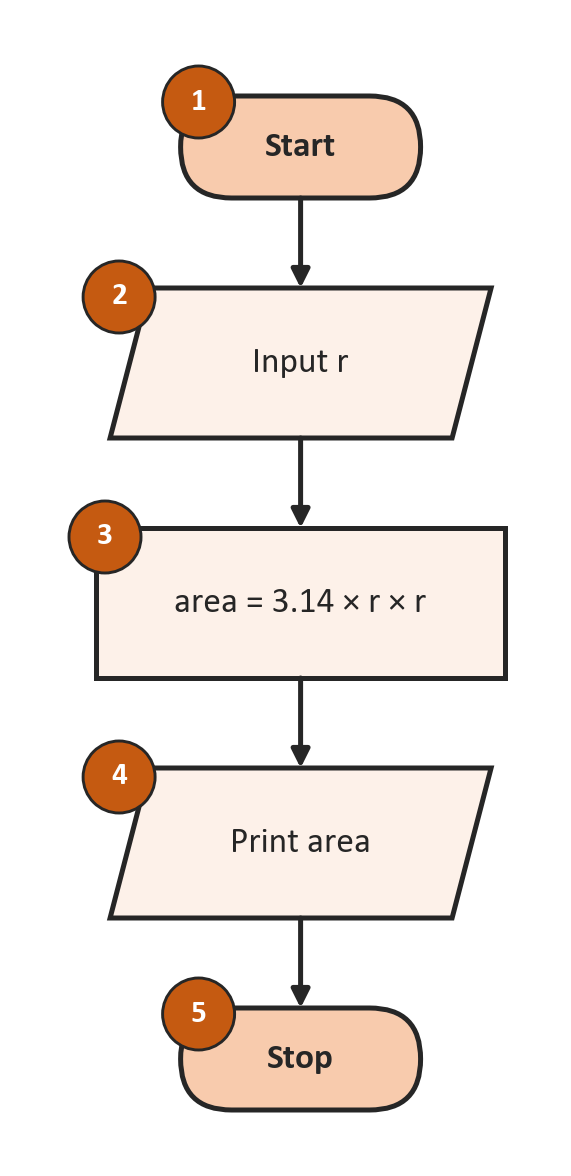 1
Start
2
Input r
3
area = 3.14 × r × r
4
Print area
5
Stop